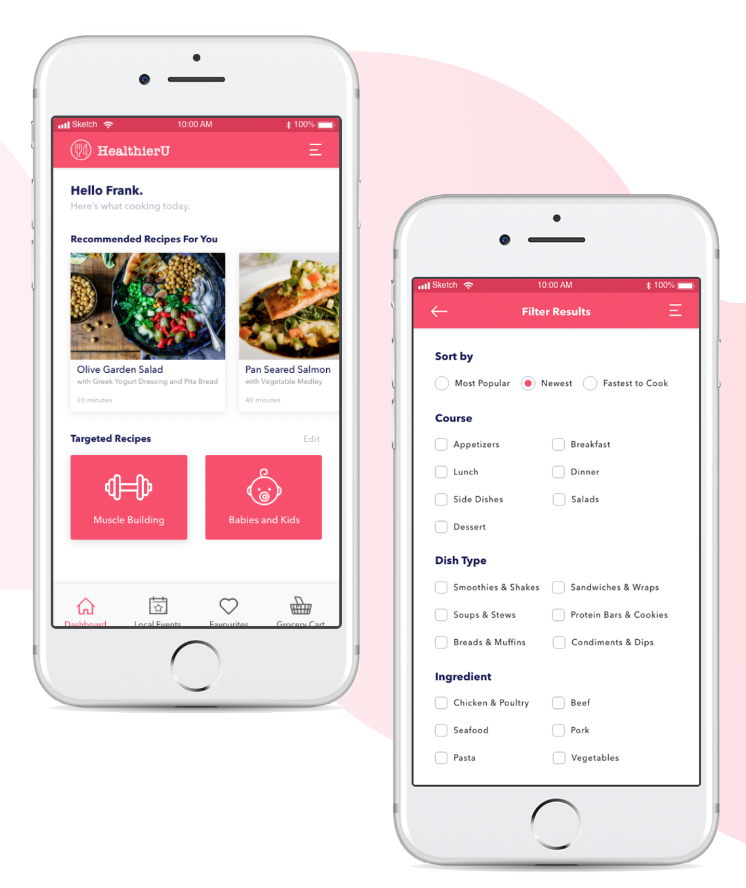 Sketch 10:00 AM 100%
HealthierU
Hello Frank.
Here's what cooking today.
Recommended Recipes For You
Olive Garden Salad
with Greek Yogurt Dressing and Pita Bread
20 minutes
Pan Seared Salmon
with Vegetable Medley
40 minutes
Targeted Recipes Edit
Muscle Building Babies and Kids
Dashboard Local Events Favourites Grocery Cart
Sketch 10:00 AM 100%
Filter Results
Sort by
Most Popular Newest Fastest to Cook
Course
Appetizers Breakfast
Lunch Dinner
Side Dishes Salads
Dessert
Dish Type
Smoothies & Shakes Sandwiches & Wraps
Soups & Stews Protein Bars & Cookies
Breads & Muffins Condiments & Dips
Ingredient
Chicken & Poultry Beef
Seafood Pork
Pasta Vegetables